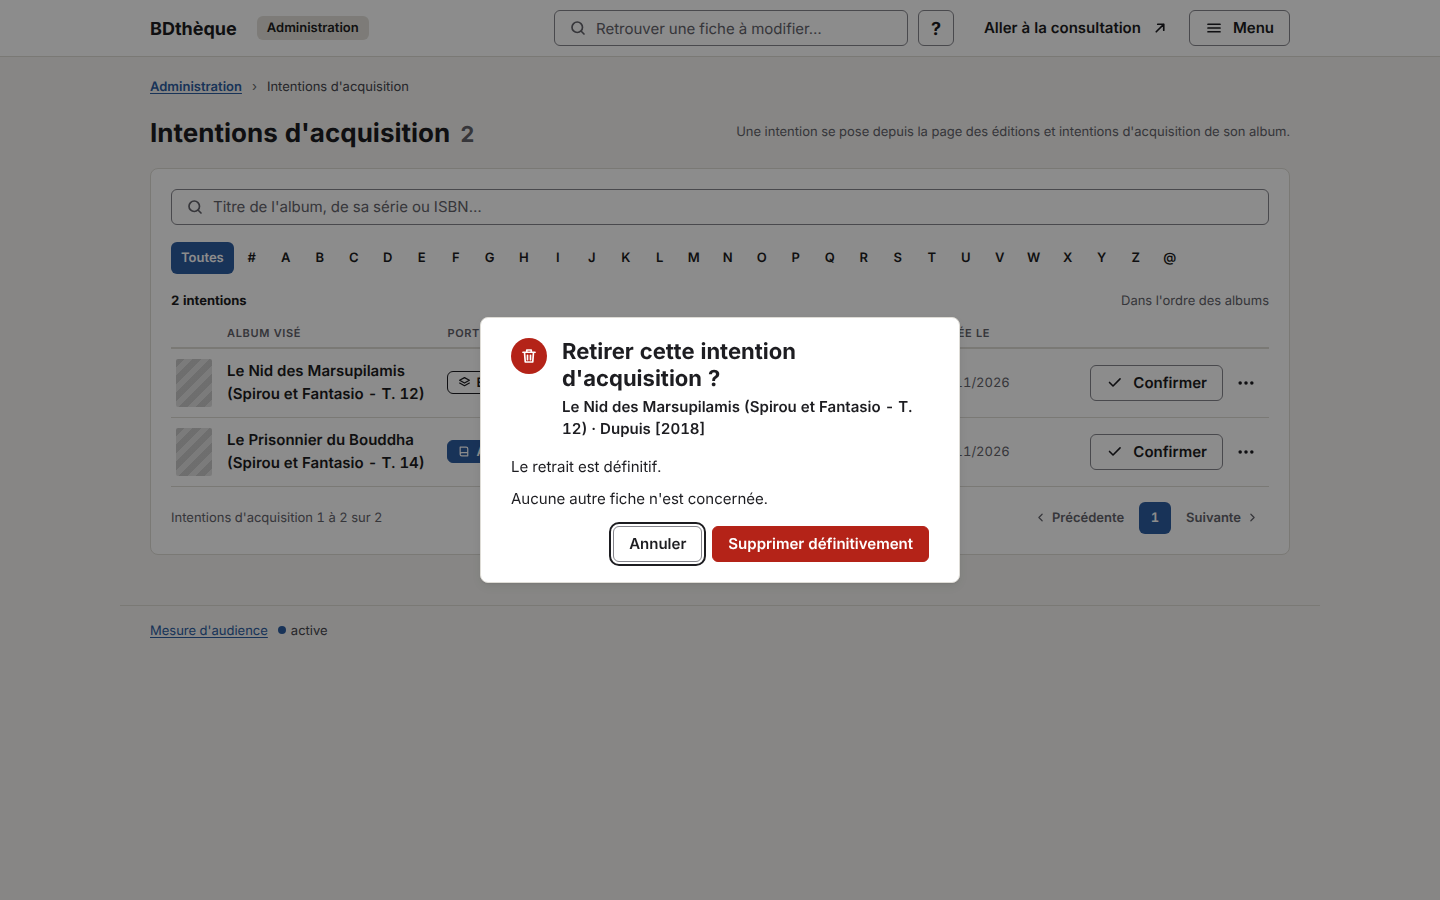 BDthèque
Administration
Retrouver une fiche à modifier...
?
Aller à la consultation
Menu
Administration › Intentions d'acquisition
Intentions d'acquisition 2
Une intention se pose depuis la page des éditions et intentions d'acquisition de son album.
Titre de l'album, de sa série ou ISBN...
Toutes # A B C D E F G H I J K L M N O P Q R S T U V W X Y Z @
2 intentions
Dans l'ordre des albums
ALBUM VISÉ
LE
Le Nid des Marsupilamis
(Spirou et Fantasio - T. 12)
Confirmer
Le Prisonnier du Bouddha
(Spirou et Fantasio - T. 14)
Confirmer
Intentions d'acquisition 1 à 2 sur 2
Précédente 1 Suivante
Retirer cette intention
d'acquisition ?
Le Nid des Marsupilamis (Spirou et Fantasio - T.
12) · Dupuis [2018]
Le retrait est définitif.
Aucune autre fiche n'est concernée.
Annuler
Supprimer définitivement
Mesure d'audience
active